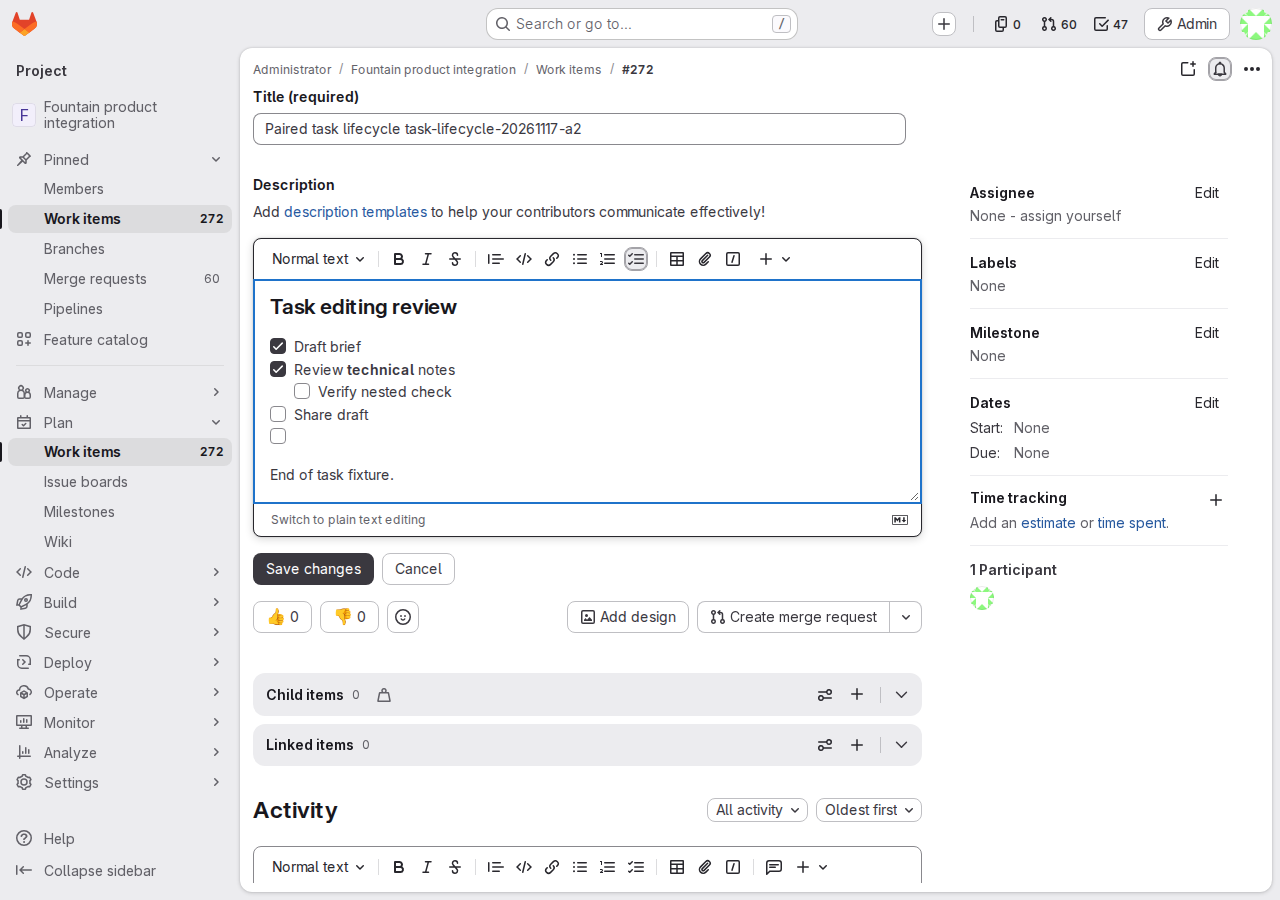 Search or go to...
/
0
60
47
Admin
Project
F
Fountain product integration
Pinned
Members
Work items
272
Branches
Merge requests
60
Pipelines
Feature catalog
Manage
Plan
Work items
272
Issue boards
Milestones
Wiki
Code
Build
Secure
Deploy
Operate
Monitor
Analyze
Settings
Help
Collapse sidebar
Administrator / Fountain product integration / Work items / #272
Title (required)
Paired task lifecycle task-lifecycle-20261117-a2
Description
Add description templates to help your contributors communicate effectively!
Normal text
Task editing review
Draft brief
Review technical notes
Verify nested check
Share draft
End of task fixture.
Switch to plain text editing
Save changes
Cancel
👍 0
👎 0
Add design
Create merge request
Child items 0
Linked items 0
Activity
All activity
Oldest first
Normal text
Assignee
Edit
None - assign yourself
Labels
Edit
None
Milestone
Edit
None
Dates
Edit
Start: None
Due: None
Time tracking
Add an estimate or time spent.
1 Participant